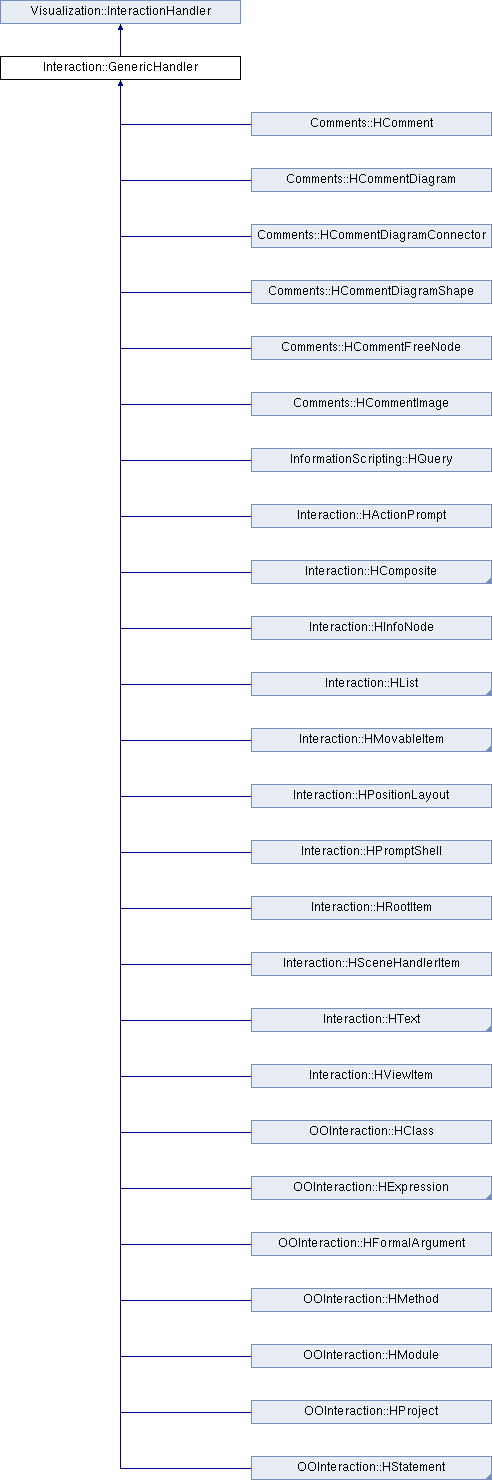 Visualization::InteractionHandler
Interaction::GenericHandler
Comments::HComment
Comments::HCommentDiagram
Comments::HCommentDiagramConnector
Comments::HCommentDiagramShape
Comments::HCommentFreeNode
Comments::HCommentImage
InformationScripting::HQuery
Interaction::HActionPrompt
Interaction::HComposite
Interaction::HInfoNode
Interaction::HList
Interaction::HMovableItem
Interaction::HPositionLayout
Interaction::HPromptShell
Interaction::HRootItem
Interaction::HSceneHandlerItem
Interaction::HText
Interaction::HViewItem
OOInteraction::HClass
OOInteraction::HExpression
OOInteraction::HFormalArgument
OOInteraction::HMethod
OOInteraction::HModule
OOInteraction::HProject
OOInteraction::HStatement